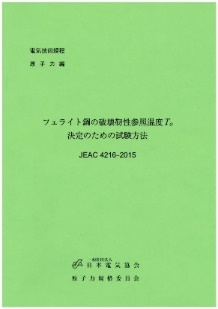 電気技術規程
原子力編
フェライト鋼の破壊靭性参照温度Tₒ
決定のための試験方法
JEAC 4216-2015
一般社団法人
日本電気協会
原子力規格委員会